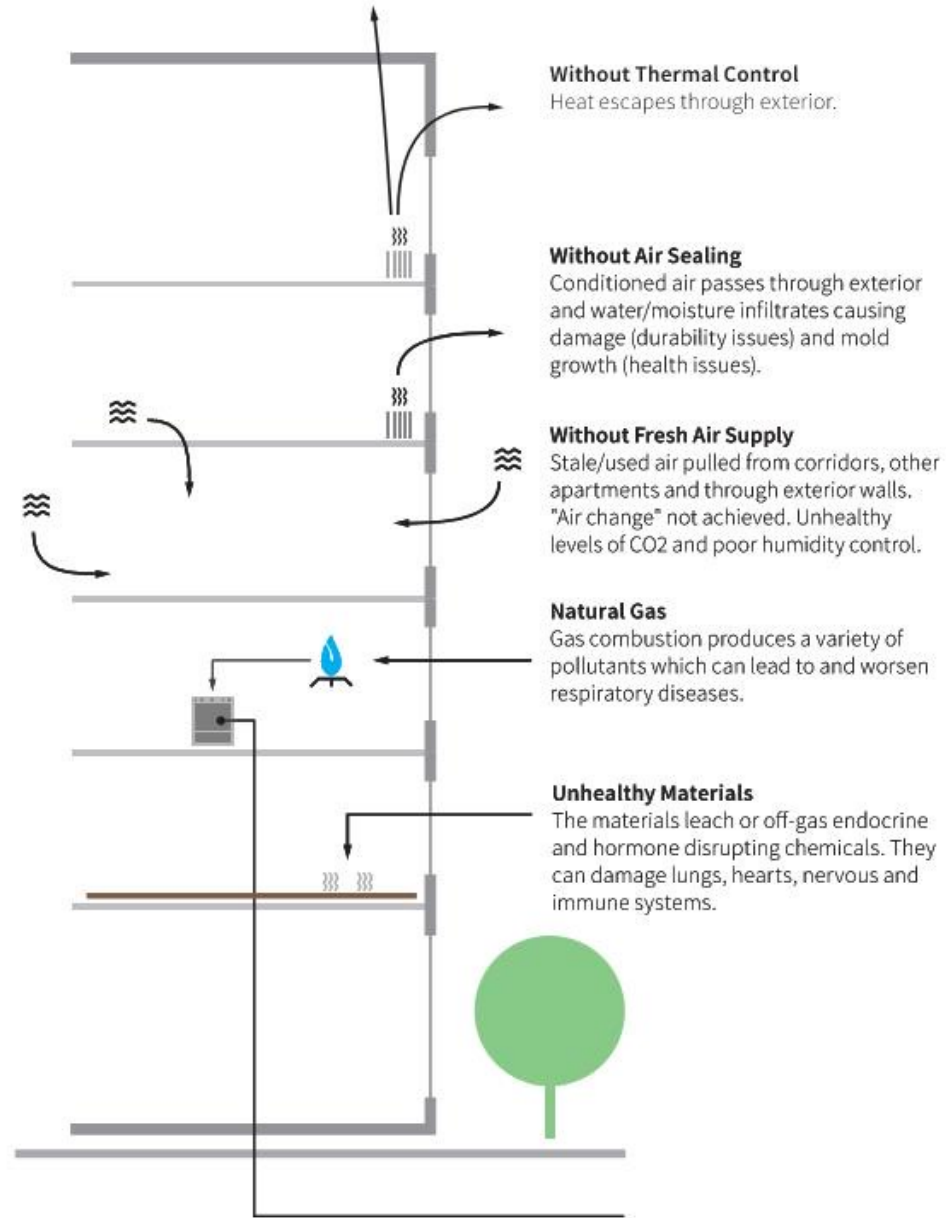 Without Thermal Control
Heat escapes through exterior.
Without Air Sealing
Conditioned air passes through exterior
and water/moisture infiltrates causing
damage (durability issues) and mold
growth (health issues).
Without Fresh Air Supply
Stale/used air pulled from corridors, other
apartments and through exterior walls.
"Air change" not achieved. Unhealthy
levels of CO2 and poor humidity control.
Natural Gas
Gas combustion produces a variety of
pollutants which can lead to and worsen
respiratory diseases.
Unhealthy Materials
The materials leach or off-gas endocrine
and hormone disrupting chemicals. They
can damage lungs, hearts, nervous and
immune systems.